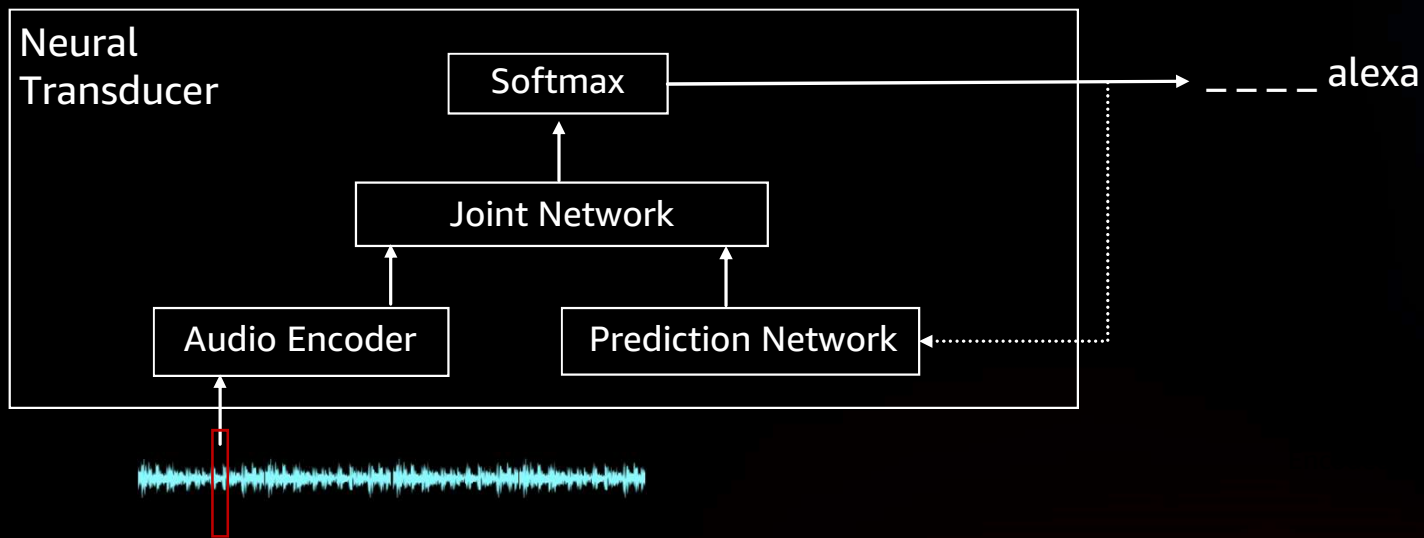 Neural
Transducer
Softmax
_ _ _ _ alexa
Joint Network
Audio Encoder
Prediction Network